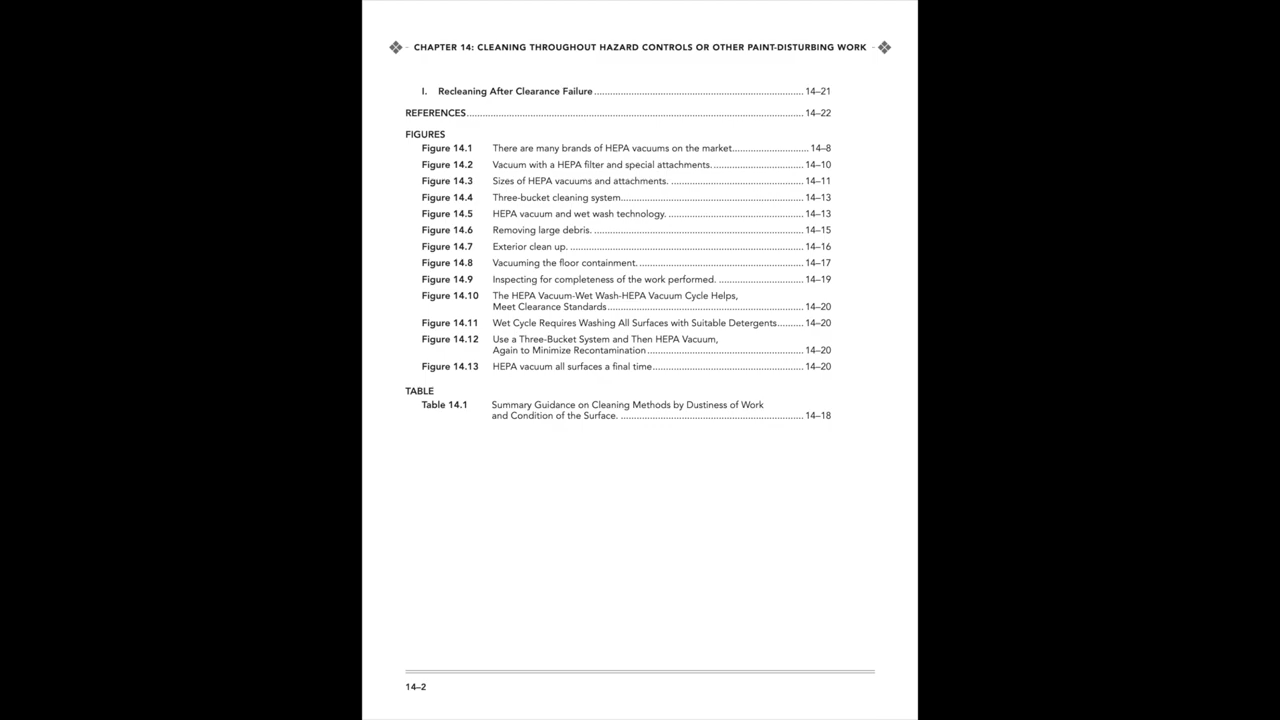 CHAPTER 14: CLEANING THROUGHOUT HAZARD CONTROLS OR OTHER PAINT-DISTURBING WORK
I. Recleaning After Clearance Failure ........ 14–21
REFERENCES ........ 14–22
FIGURES
Figure 14.1 There are many brands of HEPA vacuums on the market ........ 14–8
Figure 14.2 Vacuum with a HEPA filter and special attachments. ........ 14–10
Figure 14.3 Sizes of HEPA vacuums and attachments. ........ 14–11
Figure 14.4 Three-bucket cleaning system ........ 14–13
Figure 14.5 HEPA vacuum and wet wash technology. ........ 14–13
Figure 14.6 Removing large debris. ........ 14–15
Figure 14.7 Exterior clean up. ........ 14–16
Figure 14.8 Vacuuming the floor containment. ........ 14–17
Figure 14.9 Inspecting for completeness of the work performed. ........ 14–19
Figure 14.10 The HEPA Vacuum-Wet Wash-HEPA Vacuum Cycle Helps,
Meet Clearance Standards ........ 14–20
Figure 14.11 Wet Cycle Requires Washing All Surfaces with Suitable Detergents ........ 14–20
Figure 14.12 Use a Three-Bucket System and Then HEPA Vacuum,
Again to Minimize Recontamination ........ 14–20
Figure 14.13 HEPA vacuum all surfaces a final time ........ 14–20
TABLE
Table 14.1 Summary Guidance on Cleaning Methods by Dustiness of Work
and Condition of the Surface. ........ 14–18
14–2